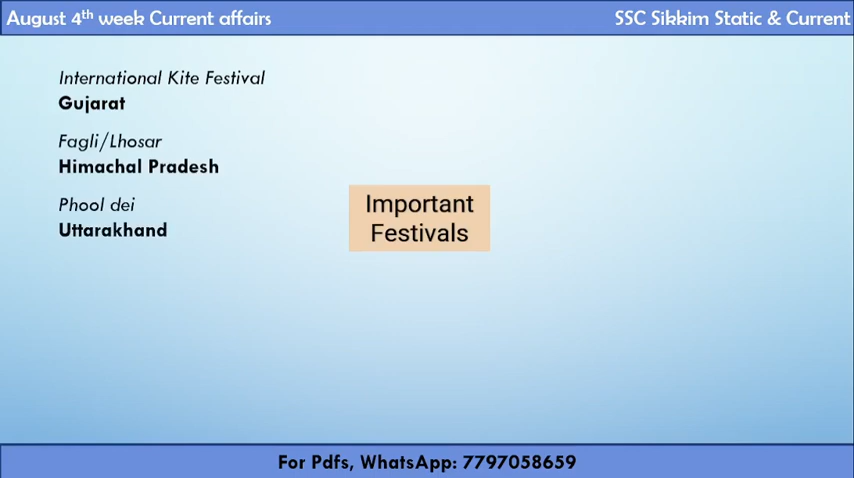 August 4th week Current affairs
SSC Sikkim Static & Current
International Kite Festival
Gujarat
Fagli/Lhosar
Himachal Pradesh
Phool dei
Uttarakhand
Important
Festivals
For Pdfs, WhatsApp: 7797058659